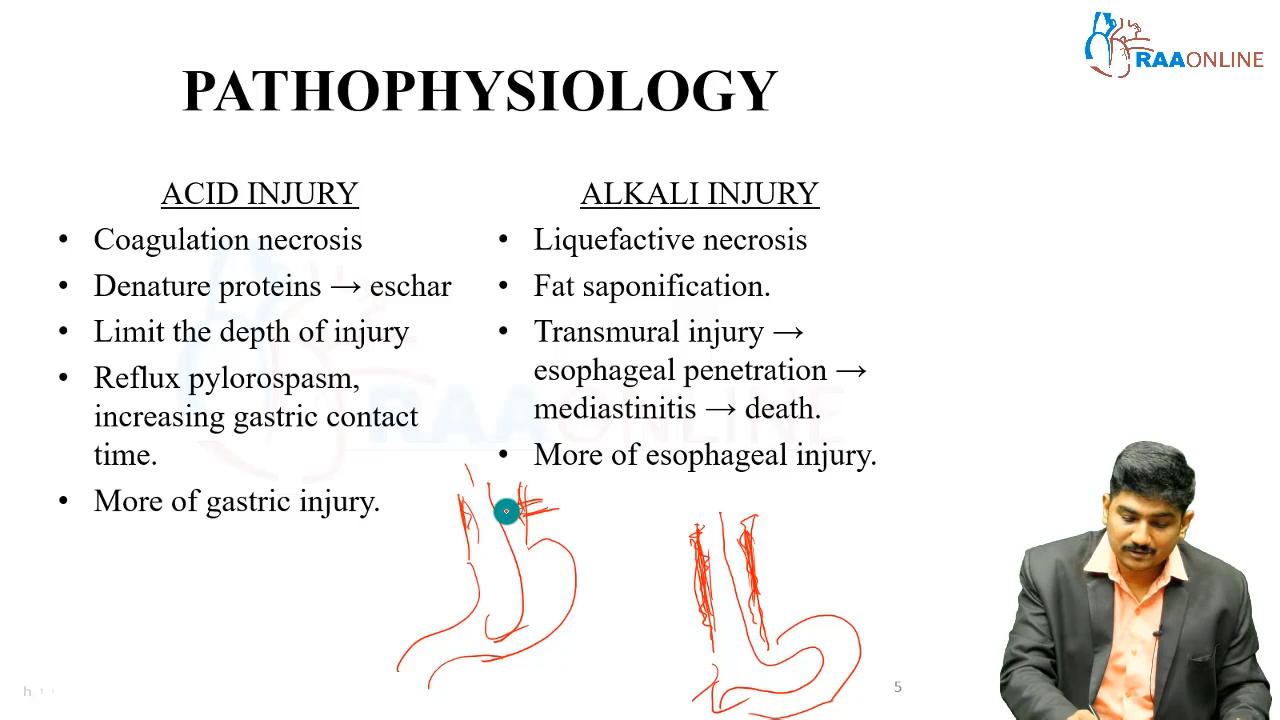 RAAONLINE
PATHOPHYSIOLOGY
ACID INJURY
• Coagulation necrosis
• Denature proteins → eschar
• Limit the depth of injury
• Reflux pylorospasm,
increasing gastric contact
time.
• More of gastric injury.
ALKALI INJURY
• Liquefactive necrosis
• Fat saponification.
• Transmural injury →
esophageal penetration →
mediastinitis → death.
• More of esophageal injury.
RAAONLINE
5